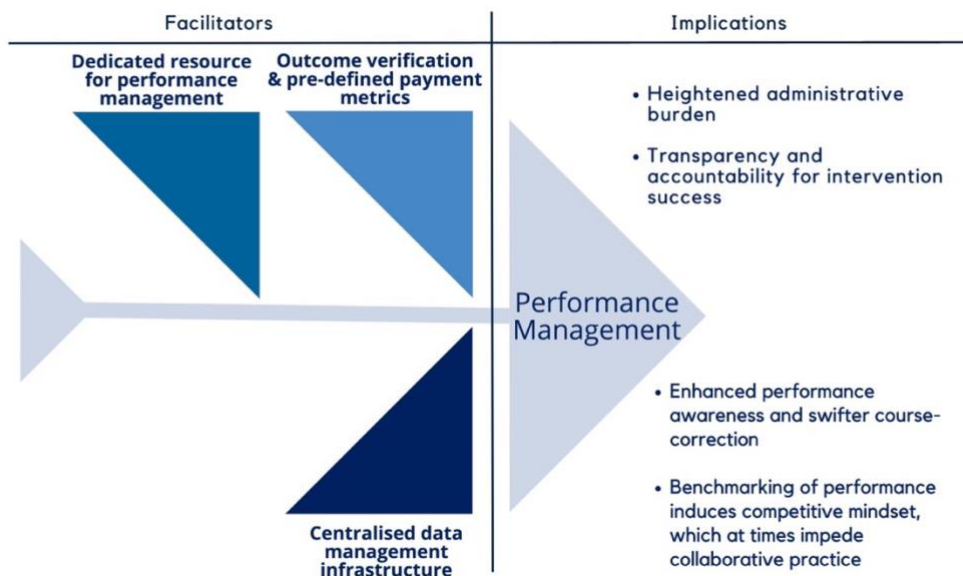 Facilitators
Implications
Dedicated resource
for performance
management
Outcome verification
& pre-defined payment
metrics
• Heightened administrative
burden
• Transparency and
accountability for intervention
success
Performance
Management
• Enhanced performance
awareness and swifter course-
correction
• Benchmarking of performance
induces competitive mindset,
which at times impede
collaborative practice
Centralised data
management
infrastructure